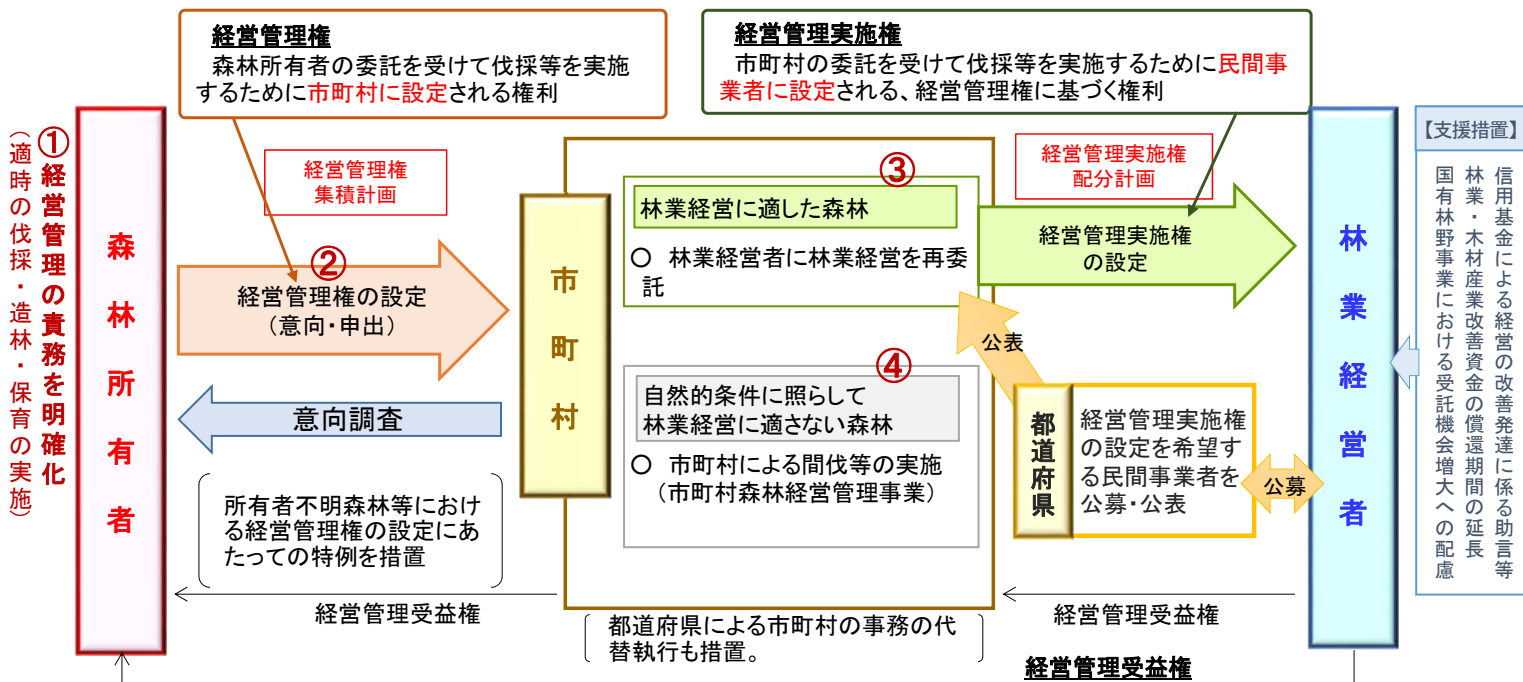 経営管理権
森林所有者の委託を受けて伐採等を実施
するために市町村に設定される権利
経営管理実施権
市町村の委託を受けて伐採等を実施するために民間事
業者に設定される、経営管理権に基づく権利
①経営管理の責務を明確化
(適時の伐採・造林・保育の実施)
森林所有者
経営管理権
集積計画
②
経営管理権の設定
(意向・申出)
意向調査
所有者不明森林等におけ
る経営管理権の設定にあ
たっての特例を措置
経営管理受益権
市町村
③
林業経営に適した森林
○ 林業経営者に林業経営を再委
託
④
自然的条件に照らして
林業経営に適さない森林
○ 市町村による間伐等の実施
(市町村森林経営管理事業)
都道府県による市町村の事務の代
替執行も措置。
経営管理実施権
配分計画
経営管理実施権
の設定
公表
都道府県
経営管理実施権
の設定を希望す
る民間事業者を
公募・公表
公募
経営管理受益権
経営管理受益権
林業経営者
【支援措置】
信用基金による経営の改善発達に係る助言等
林業・木材産業改善資金の償還期間の延長
国有林野事業における受託機会増大への配慮